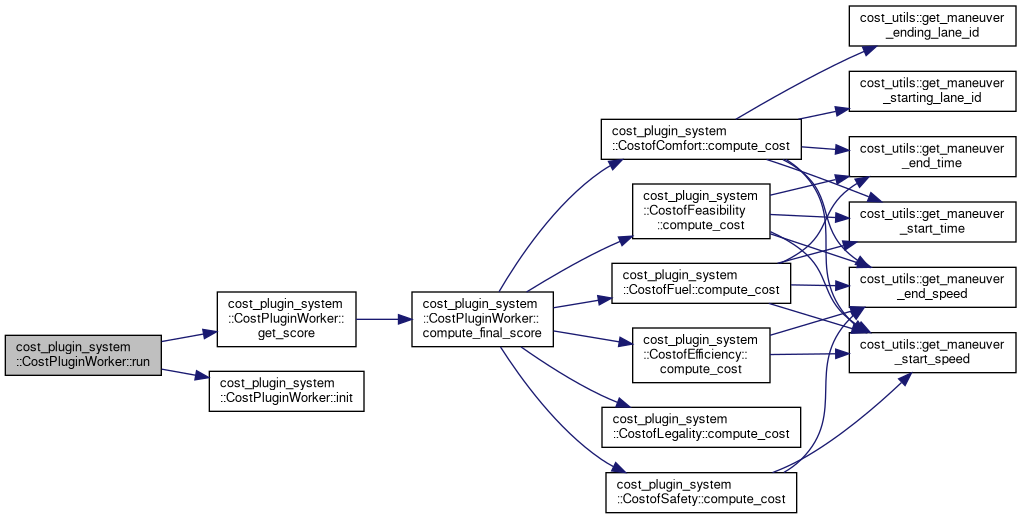 cost_plugin_system
::CostPluginWorker::run
cost_plugin_system
::CostPluginWorker::
get_score
cost_plugin_system
::CostPluginWorker::init
cost_plugin_system
::CostPluginWorker::
compute_final_score
cost_plugin_system
::CostofComfort::compute_cost
cost_plugin_system
::CostofFeasibility
::compute_cost
cost_plugin_system
::CostofFuel::compute_cost
cost_plugin_system
::CostofEfficiency::
compute_cost
cost_plugin_system
::CostofLegality::compute_cost
cost_plugin_system
::CostofSafety::compute_cost
cost_utils::get_maneuver
_ending_lane_id
cost_utils::get_maneuver
_starting_lane_id
cost_utils::get_maneuver
_end_time
cost_utils::get_maneuver
_start_time
cost_utils::get_maneuver
_end_speed
cost_utils::get_maneuver
_start_speed